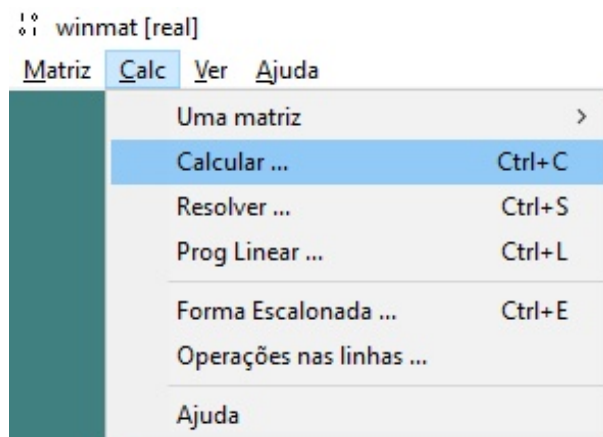 winmat [real]
Matriz Calc Ver Ajuda
Uma matriz >
Calcular ... Ctrl+C
Resolver ... Ctrl+S
Prog Linear ... Ctrl+L
Forma Escalonada ... Ctrl+E
Operações nas linhas ...
Ajuda